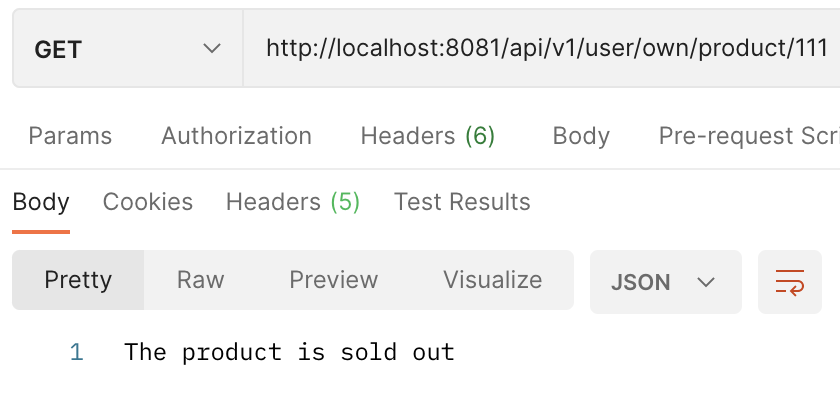 GET http://localhost:8081/api/v1/user/own/product/111
Params Authorization Headers (6) Body Pre-request Scri
Body Cookies Headers (5) Test Results
Pretty Raw Preview Visualize JSON
1 The product is sold out